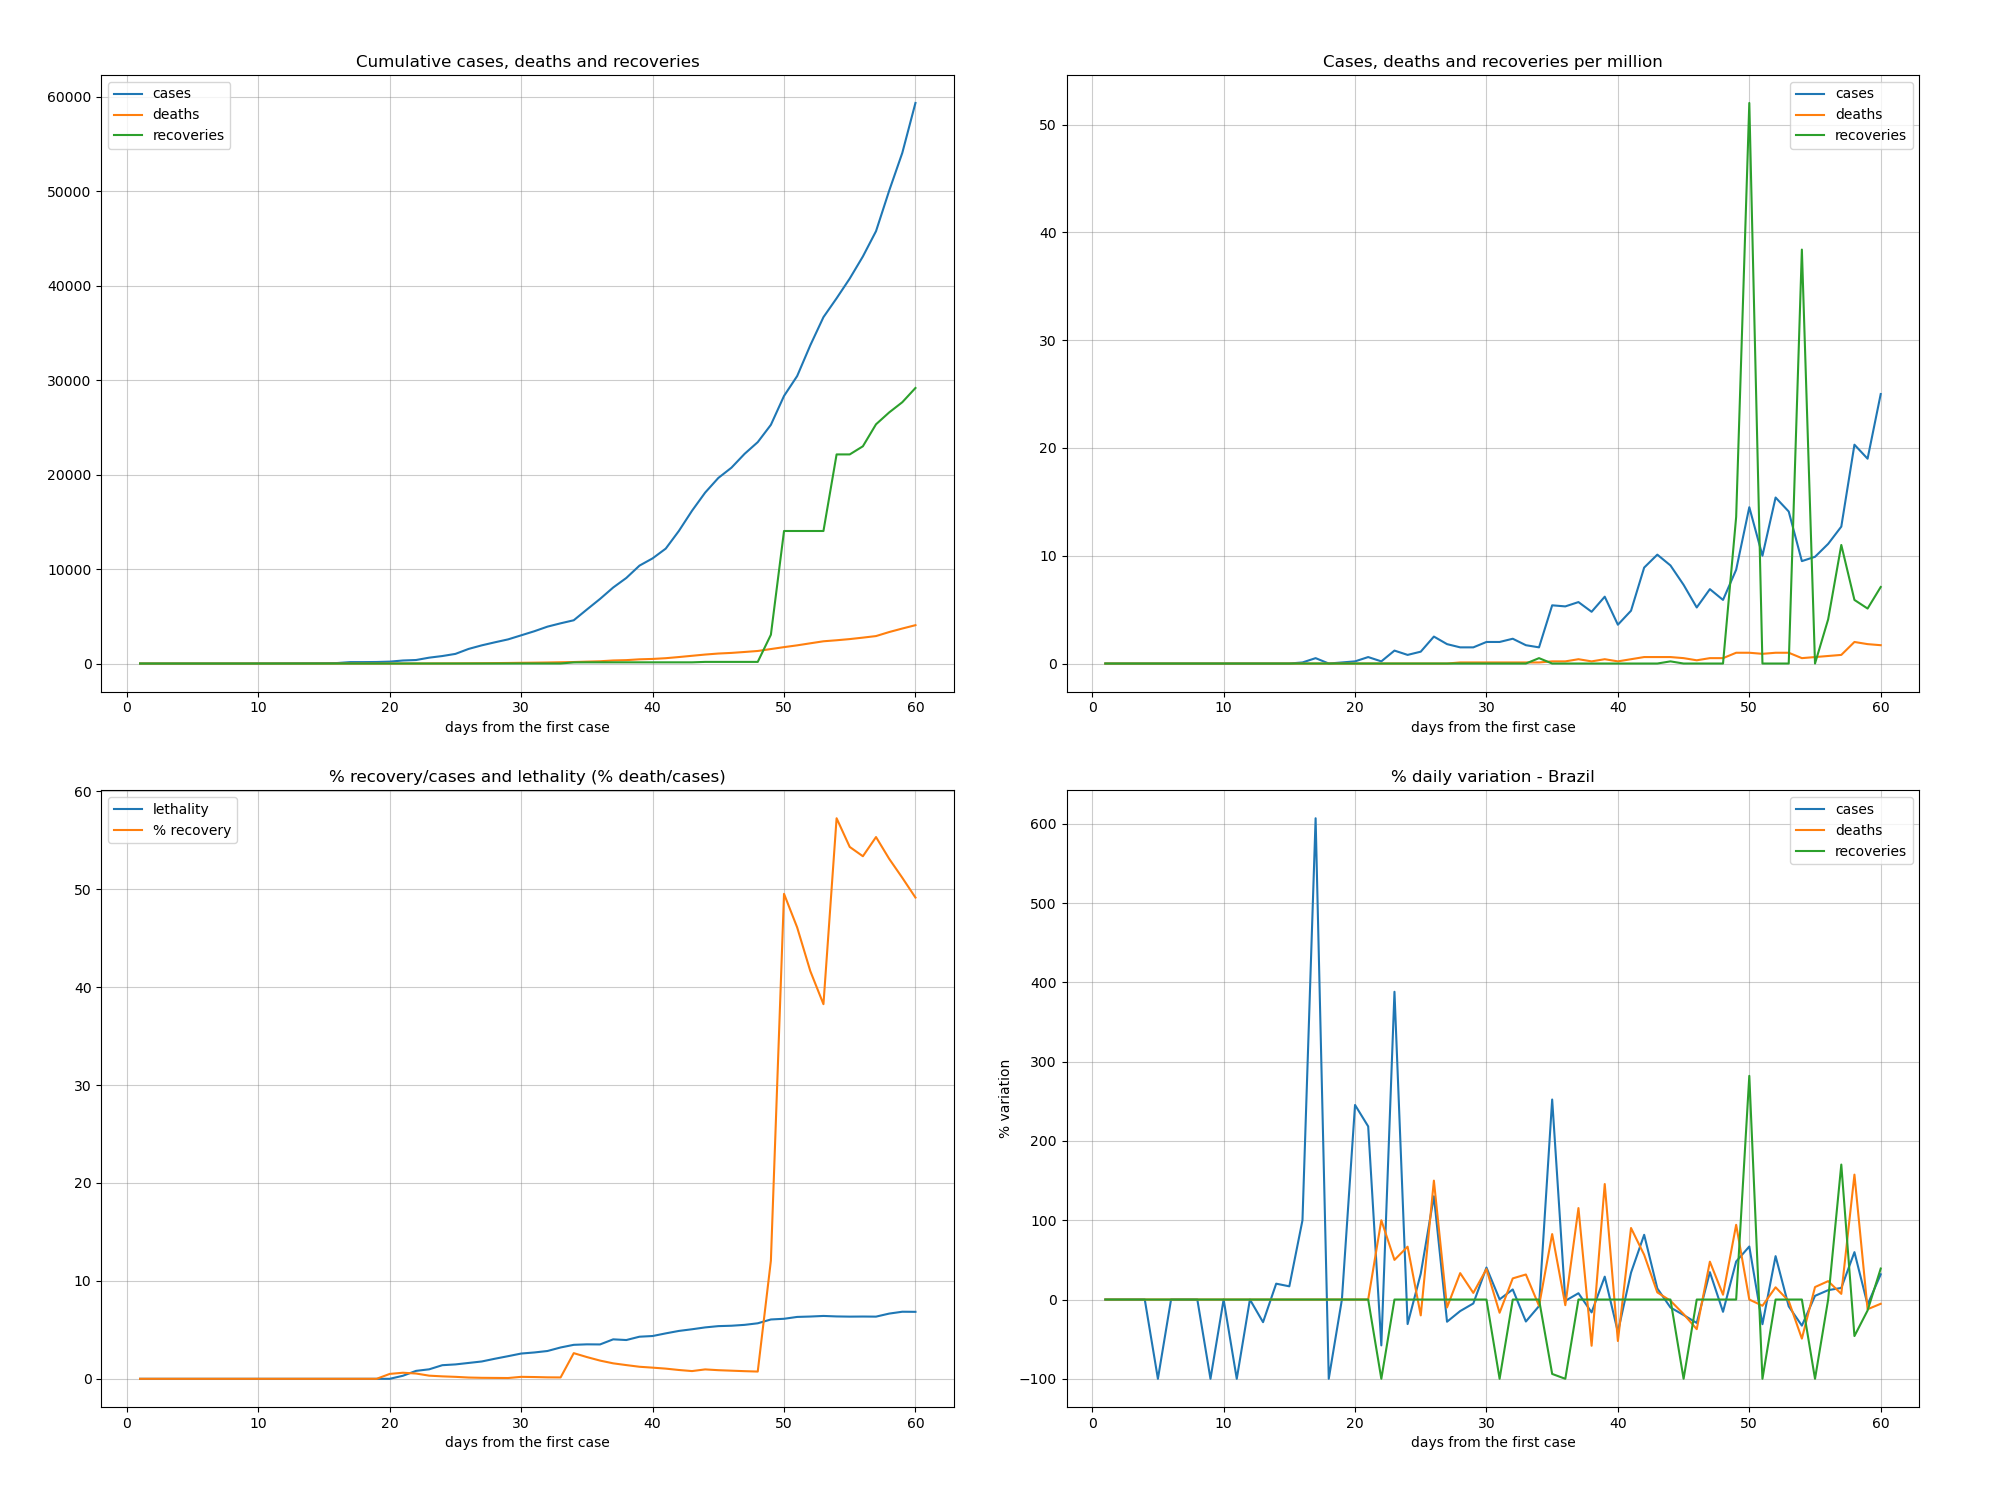 Cumulative cases, deaths and recoveries
cases
deaths
recoveries
60000
50000
40000
30000
20000
10000
0
0 10 20 30 40 50 60
days from the first case
Cases, deaths and recoveries per million
cases
deaths
recoveries
50
40
30
20
10
0
0 10 20 30 40 50 60
days from the first case
% recovery/cases and lethality (% death/cases)
lethality
% recovery
60
50
40
30
20
10
0
0 10 20 30 40 50 60
days from the first case
% daily variation - Brazil
cases
deaths
recoveries
% variation
600
500
400
300
200
100
0
−100
0 10 20 30 40 50 60
days from the first case